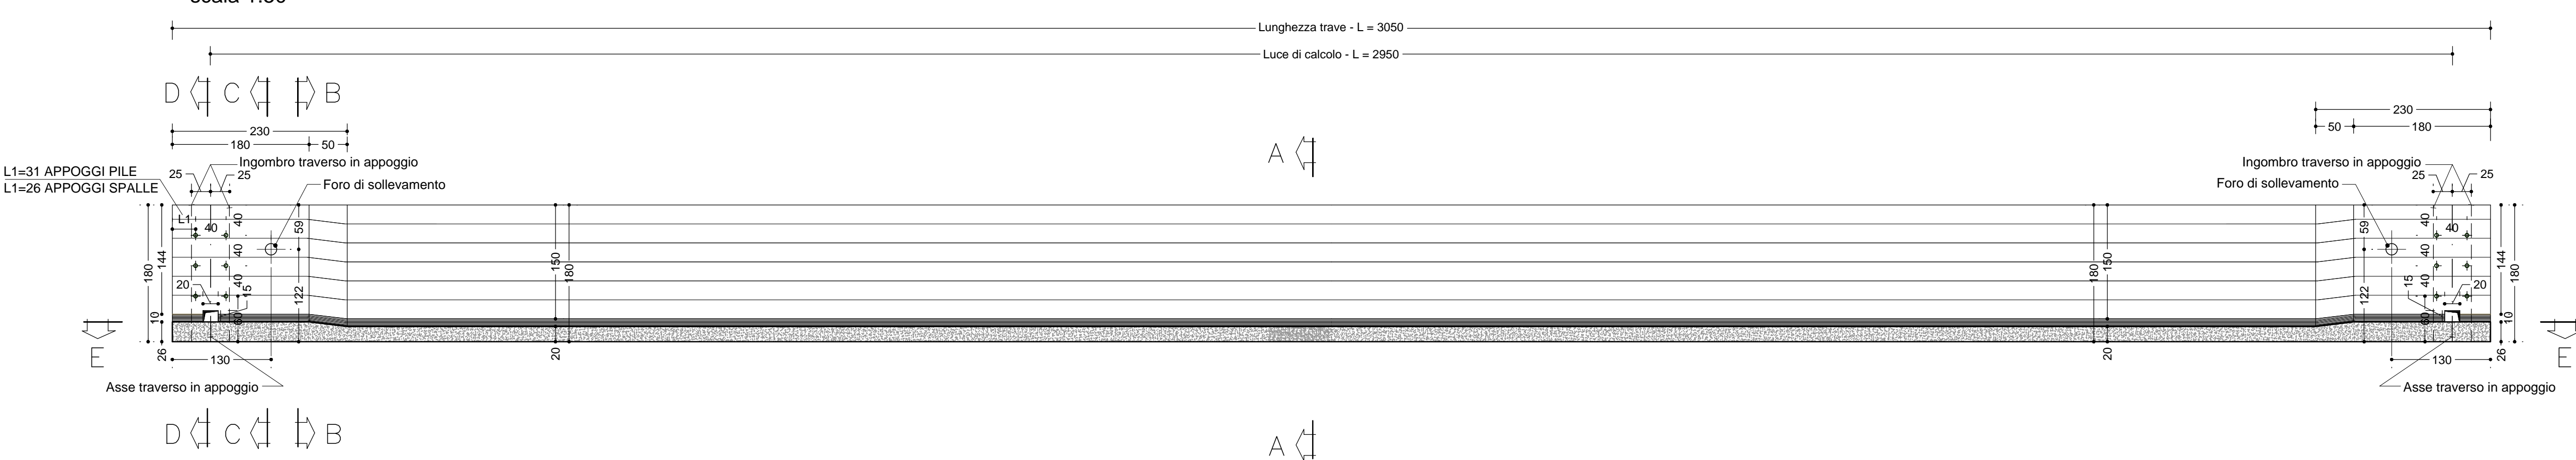 Lunghezza trave - L = 3050
Luce di calcolo - L = 2950
D C B
A
230
180 50
230
50 180
L1=31 APPOGGI PILE
L1=26 APPOGGI SPALLE
25 25
Ingombro traverso in appoggio
Foro di sollevamento
Ingombro traverso in appoggio
Foro di sollevamento
25 25
L1
40
40
40
40
59
122
180
144
10
26
20
15
60
130
150
180
20
180
150
20
59
122
40
40
40
40
15
60
20
144
180
10
26
130
E
E
Asse traverso in appoggio
Asse traverso in appoggio
D C B
A